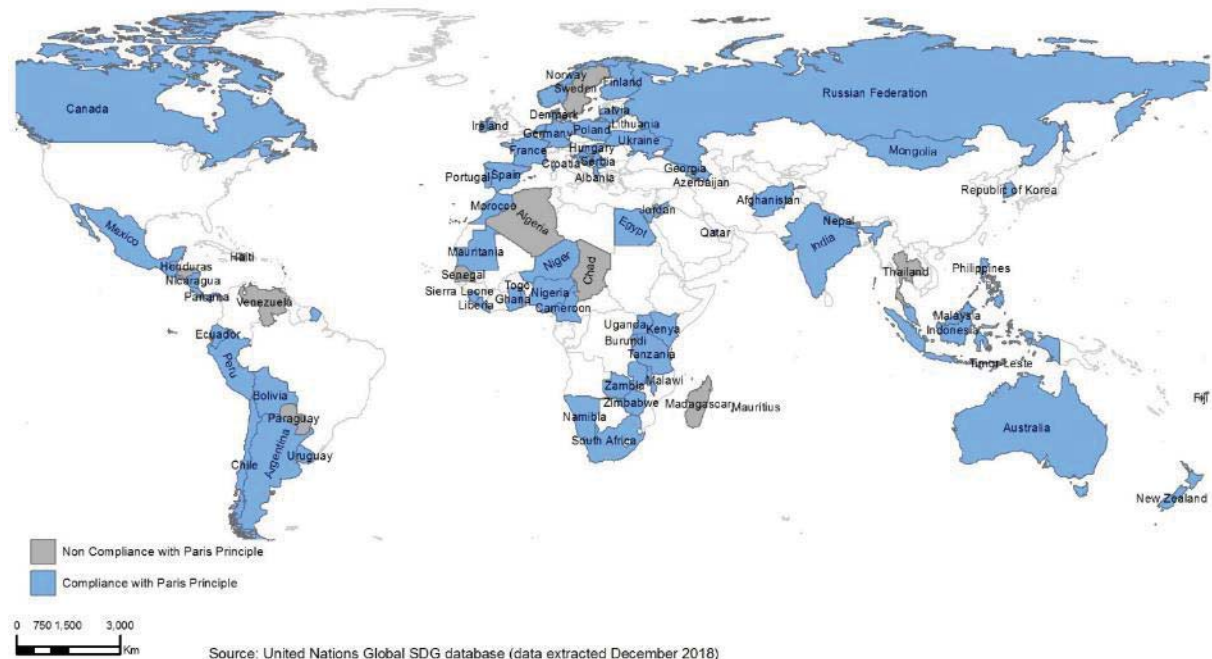 Canada
Norway
Sweden
Finland
Russian Federation
Denmark
Latvia
Ireland
Lithuania
Germany
Poland
Ukraine
France
Hungary
Mongolia
Croatia
Serbia
Georgia
Portugal
Spain
Albania
Azerbaijan
Republic of Korea
Morocco
Afghanistan
Mexico
Algeria
Jordan
Egypt
Qatar
Nepal
India
Haiti
Mauritania
Niger
Honduras
Senegal
Chad
Thailand
Philippines
Nicaragua
Togo
Sierra Leone
Nigeria
Panama
Venezuela
Ghana
Liberia
Cameroon
Malaysia
Uganda
Kenya
Indonesia
Ecuador
Burundi
Tanzania
Timor-Leste
Peru
Malawi
Zambia
Bolivia
Zimbabwe
Madagascar
Mauritius
Fiji
Paraguay
Namibia
Australia
Argentina
South Africa
Chile
Uruguay
New Zealand
Non Compliance with Paris Principle
Compliance with Paris Principle
0 750 1,500 3,000
Km
Source: United Nations Global SDG database (data extracted December 2018)